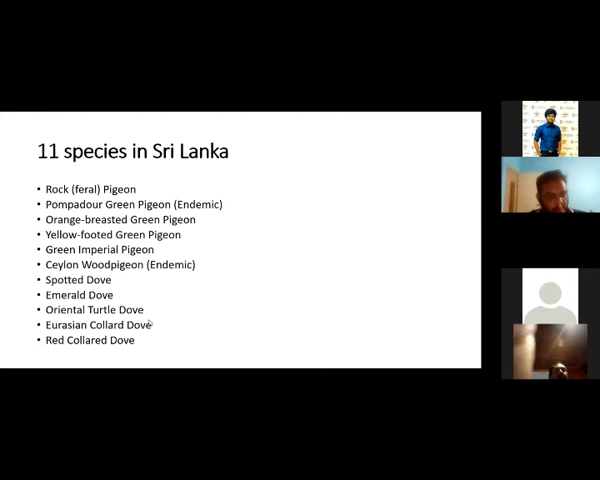 11 species in Sri Lanka
• Rock (feral) Pigeon
• Pompadour Green Pigeon (Endemic)
• Orange-breasted Green Pigeon
• Yellow-footed Green Pigeon
• Green Imperial Pigeon
• Ceylon Woodpigeon (Endemic)
• Spotted Dove
• Emerald Dove
• Oriental Turtle Dove
• Eurasian Collard Dove
• Red Collared Dove